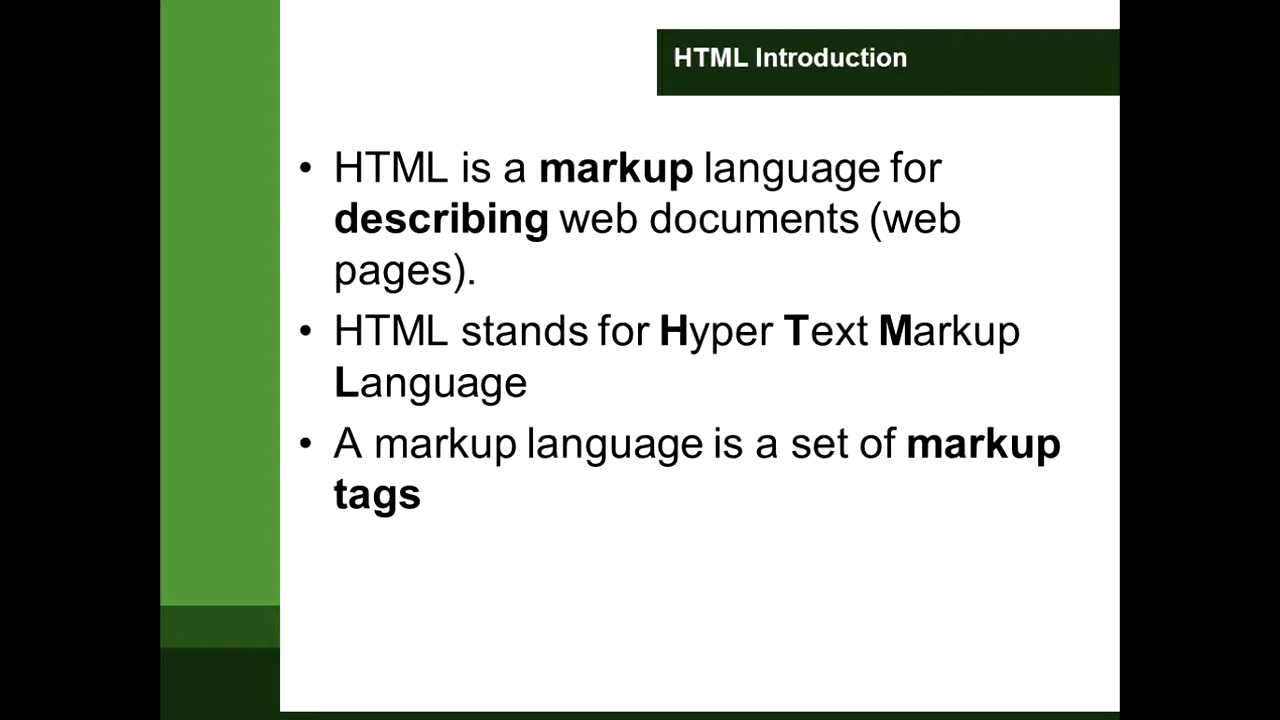 HTML Introduction
• HTML is a markup language for
describing web documents (web
pages).
• HTML stands for Hyper Text Markup
Language
• A markup language is a set of markup
tags